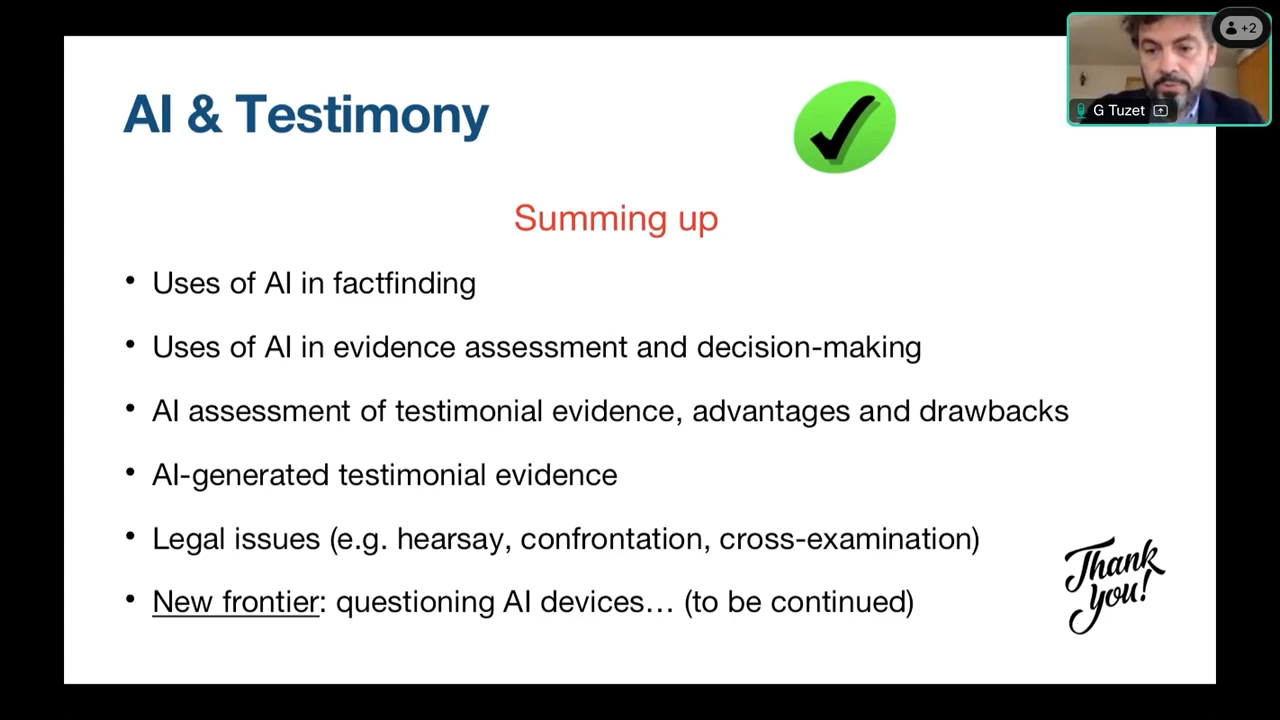 AI & Testimony
+2
G Tuzet
Summing up
• Uses of AI in factfinding
• Uses of AI in evidence assessment and decision-making
• AI assessment of testimonial evidence, advantages and drawbacks
• AI-generated testimonial evidence
• Legal issues (e.g. hearsay, confrontation, cross-examination)
• New frontier: questioning AI devices… (to be continued)
Thank
you!